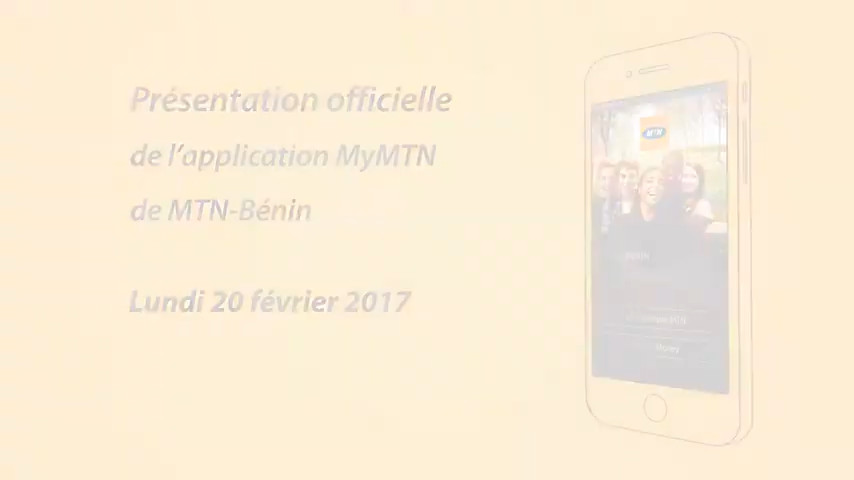 Présentation officielle
de l'application MyMTN
de MTN-Bénin
Lundi 20 février 2017
MTN